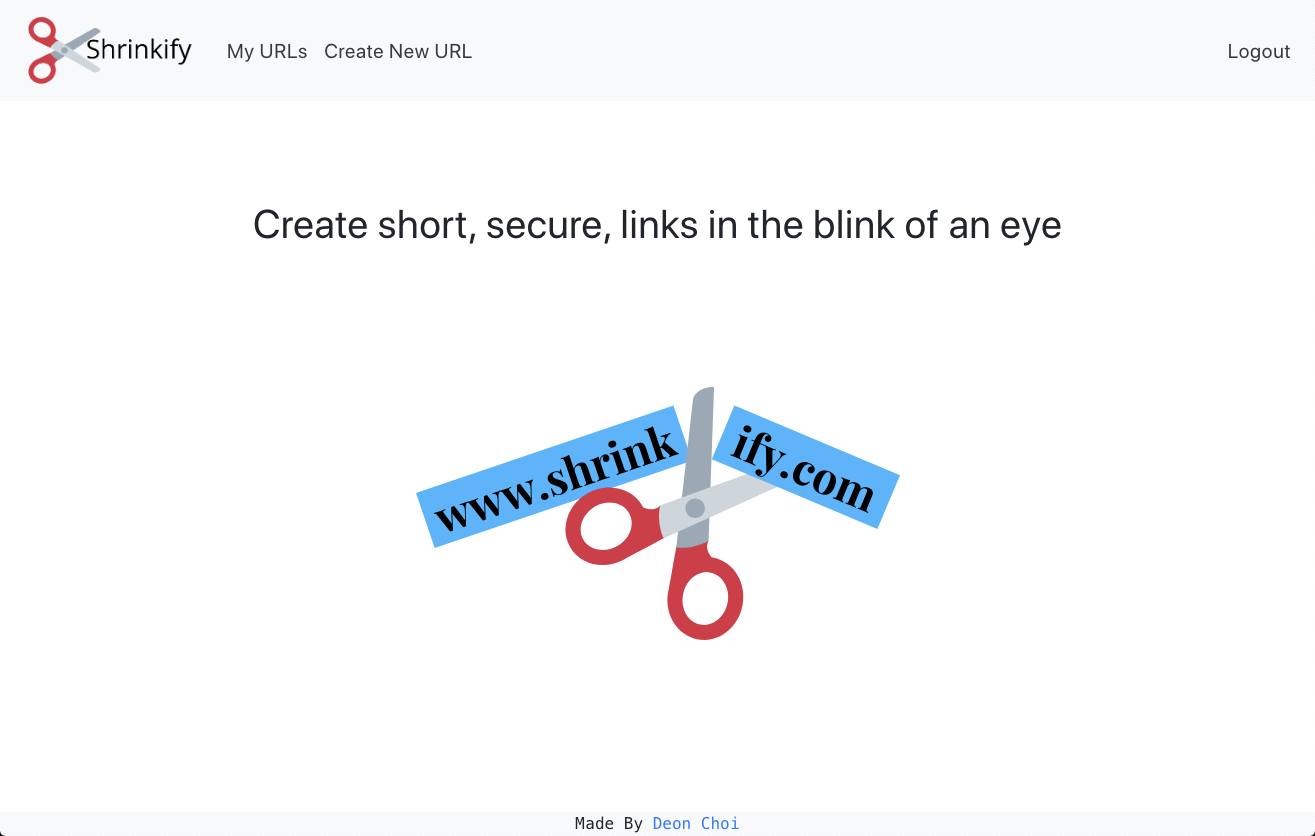 Shrinkify My URLs Create New URL Logout
Create short, secure, links in the blink of an eye
www.shrink ify.com
Made By Deon Choi